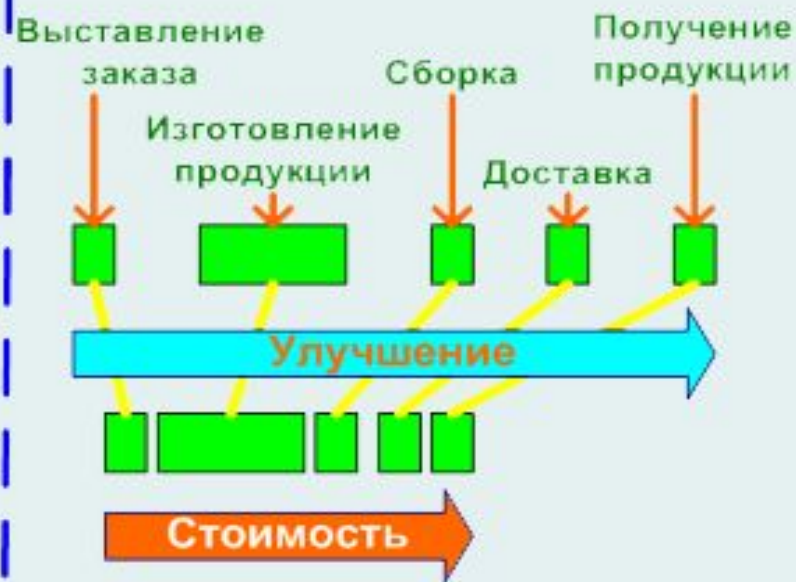 Выставление
заказа
Изготовление
продукции
Сборка
Доставка
Получение
продукции
Улучшение
Стоимость